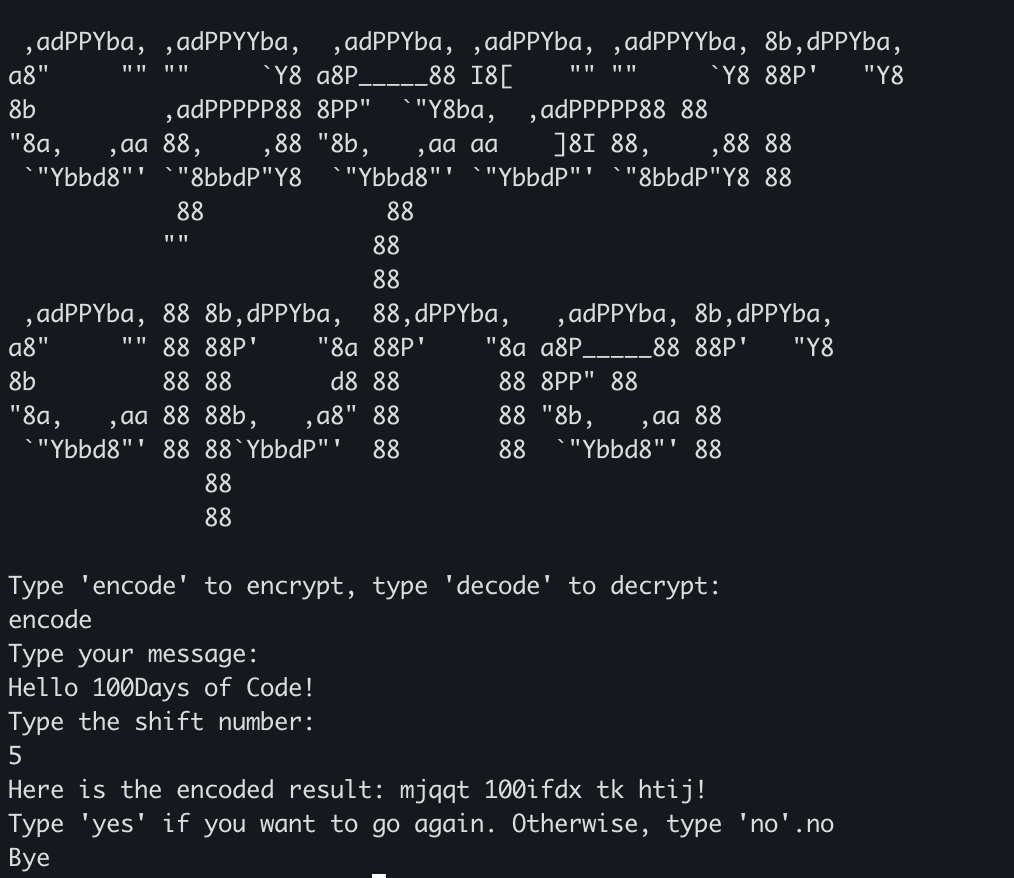 ,adPPYba, ,adPPYYba,  ,adPPYba, ,adPPYba, ,adPPYYba, 8b,dPPYba,
a8"     "" ""     `Y8 a8P_____88 I8[    "" ""     `Y8 88P'   "Y8
8b         ,adPPPPP88 8PP"  `"Y8ba,  ,adPPPPP88 88
"8a,   ,aa 88,    ,88 "8b,   ,aa aa    ]8I 88,    ,88 88
 `"Ybbd8"' `"8bbdP"Y8  `"Ybbd8"' `"YbbdP"' `"8bbdP"Y8 88
            88            88
           ""             88
                          88
 ,adPPYba, 88 8b,dPPYba,  88,dPPYba,   ,adPPYba, 8b,dPPYba,
a8"     "" 88 88P'    "8a 88P'    "8a a8P_____88 88P'   "Y8
8b         88 88       d8 88       88 8PP" 88
"8a,   ,aa 88 88b,   ,a8" 88       88 "8b,   ,aa 88
 `"Ybbd8"' 88 88`YbbdP"'  88       88  `"Ybbd8"' 88
              88
              88
Type 'encode' to encrypt, type 'decode' to decrypt:
encode
Type your message:
Hello 100Days of Code!
Type the shift number:
5
Here is the encoded result: mjqqt 100ifdx tk htij!
Type 'yes' if you want to go again. Otherwise, type 'no'.no
Bye